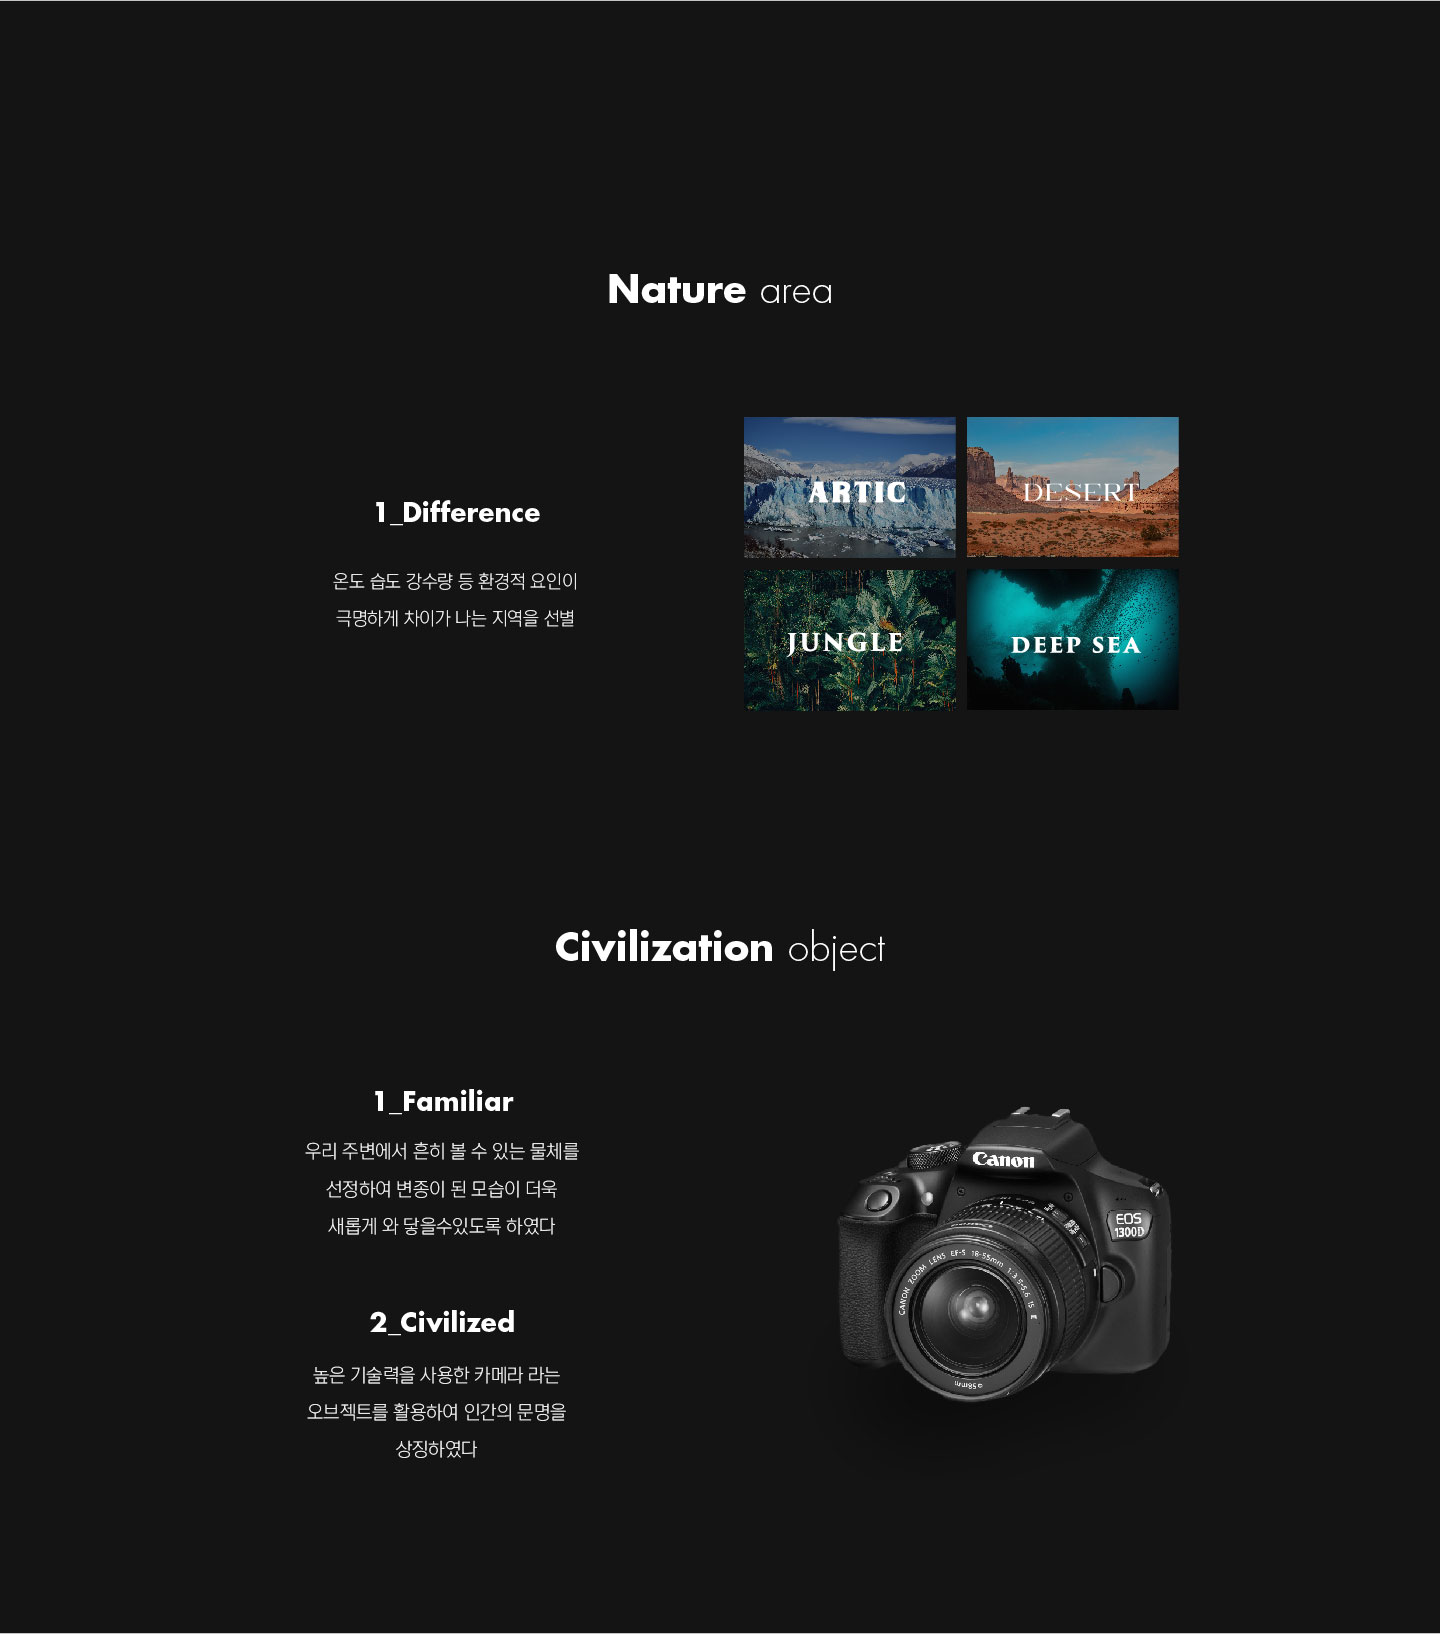 Nature area
1_Difference
온도 습도 강수량 등 환경적 요인이
극명하게 차이가 나는 지역을 선별
ARTIC
DESERT
JUNGLE
DEEP SEA
Civilization object
1_Familiar
우리 주변에서 흔히 볼 수 있는 물체를
선정하여 변종이 된 모습이 더욱
새롭게 와 닿을수있도록 하였다
2_Civilized
높은 기술력을 사용한 카메라 라는
오브젝트를 활용하여 인간의 문명을
상징하였다
Canon
EOS
1300D
CANON ZOOM LENS EF-S 18-55mm 1:3.5-5.6 IS II
ø58mm